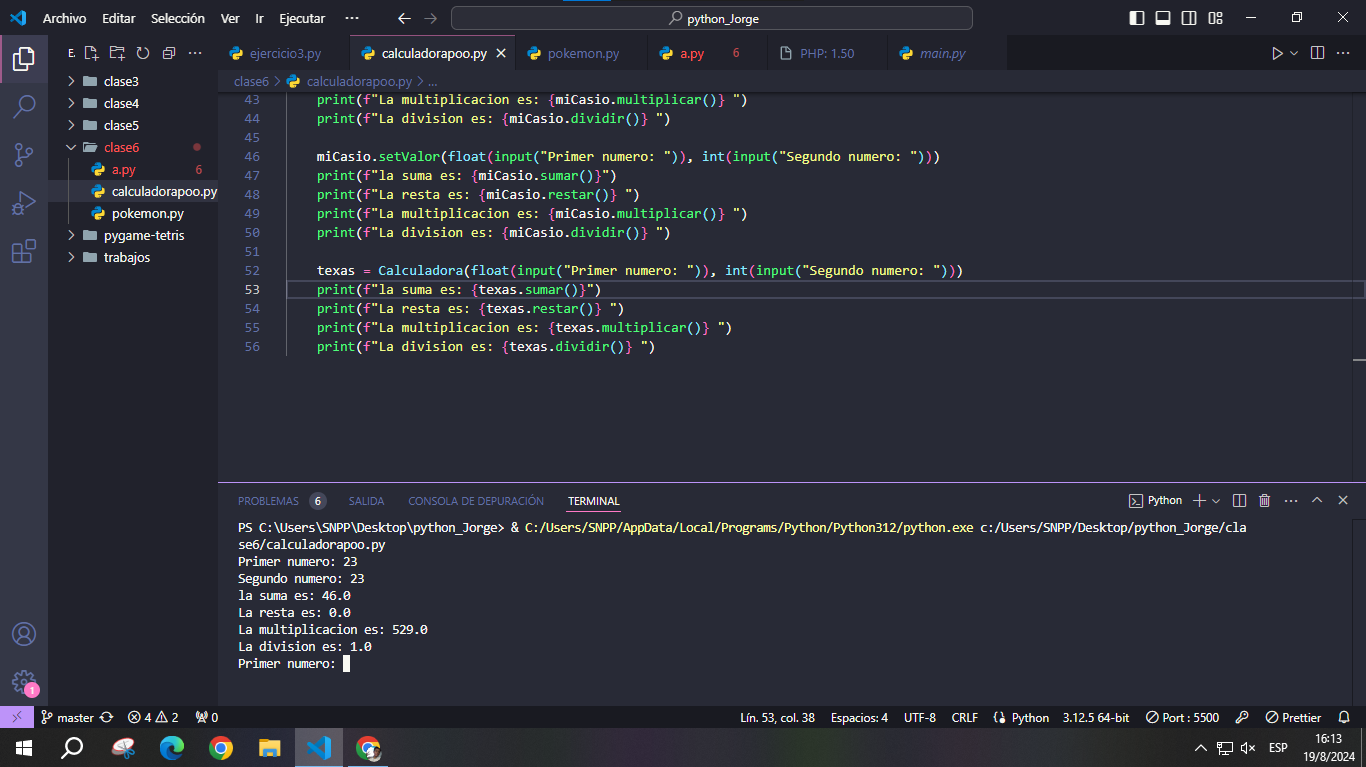 Archivo Editar Selección Ver Ir Ejecutar ··· python_Jorge
E
ejercicio3.py calculadorapoo.py pokemon.py a.py 6 PHP: 1.50 main.py
clase3
clase4
clase5
clase6
a.py 6
calculadorapoo.py
pokemon.py
pygame-tetris
trabajos
clase6 > calculadorapoo.py > ...
43 print(f"La multiplicacion es: {miCasio.multiplicar()} ")
44 print(f"La division es: {miCasio.dividir()} ")
45
46 miCasio.setValor(float(input("Primer numero: ")), int(input("Segundo numero: ")))
47 print(f"la suma es: {miCasio.sumar()}")
48 print(f"La resta es: {miCasio.restar()} ")
49 print(f"La multiplicacion es: {miCasio.multiplicar()} ")
50 print(f"La division es: {miCasio.dividir()} ")
51
52 texas = Calculadora(float(input("Primer numero: ")), int(input("Segundo numero: ")))
53 print(f"la suma es: {texas.sumar()}")
54 print(f"La resta es: {texas.restar()} ")
55 print(f"La multiplicacion es: {texas.multiplicar()} ")
56 print(f"La division es: {texas.dividir()} ")
PROBLEMAS 6 SALIDA CONSOLA DE DEPURACIÓN TERMINAL Python
PS C:\Users\SNPP\Desktop\python_Jorge> & C:/Users/SNPP/AppData/Local/Programs/Python/Python312/python.exe c:/Users/SNPP/Desktop/python_Jorge/cla
se6/calculadorapoo.py
Primer numero: 23
Segundo numero: 23
la suma es: 46.0
La resta es: 0.0
La multiplicacion es: 529.0
La division es: 1.0
Primer numero:
1
master 4 2 0 Lín. 53, col. 38 Espacios: 4 UTF-8 CRLF Python 3.12.5 64-bit Port : 5500 Prettier
ESP 16:13
19/8/2024